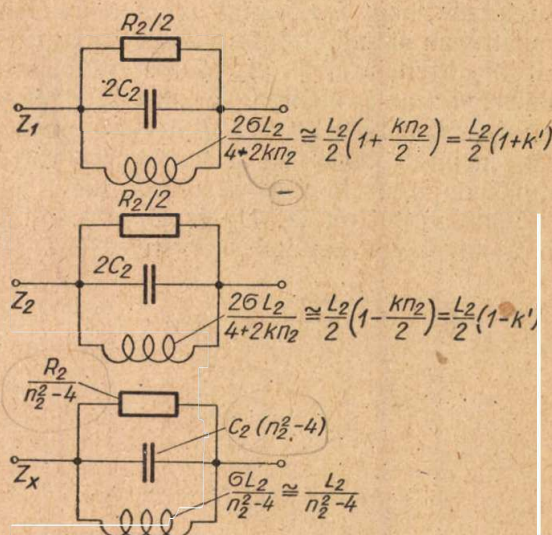 R₂/2
2C₂
Z₁
2σL₂/(4+2kn₂) ≅ L₂/2 (1 + kn₂/2) = L₂/2 (1+k')
−
R₂/2
2C₂
Z₂
2σL₂/(4+2kn₂) ≅ L₂/2 (1 − kn₂/2) = L₂/2 (1−k')
R₂/(n₂²−4)
C₂(n₂²−4)
Zₓ
σL₂/(n₂²−4) ≅ L₂/(n₂²−4)